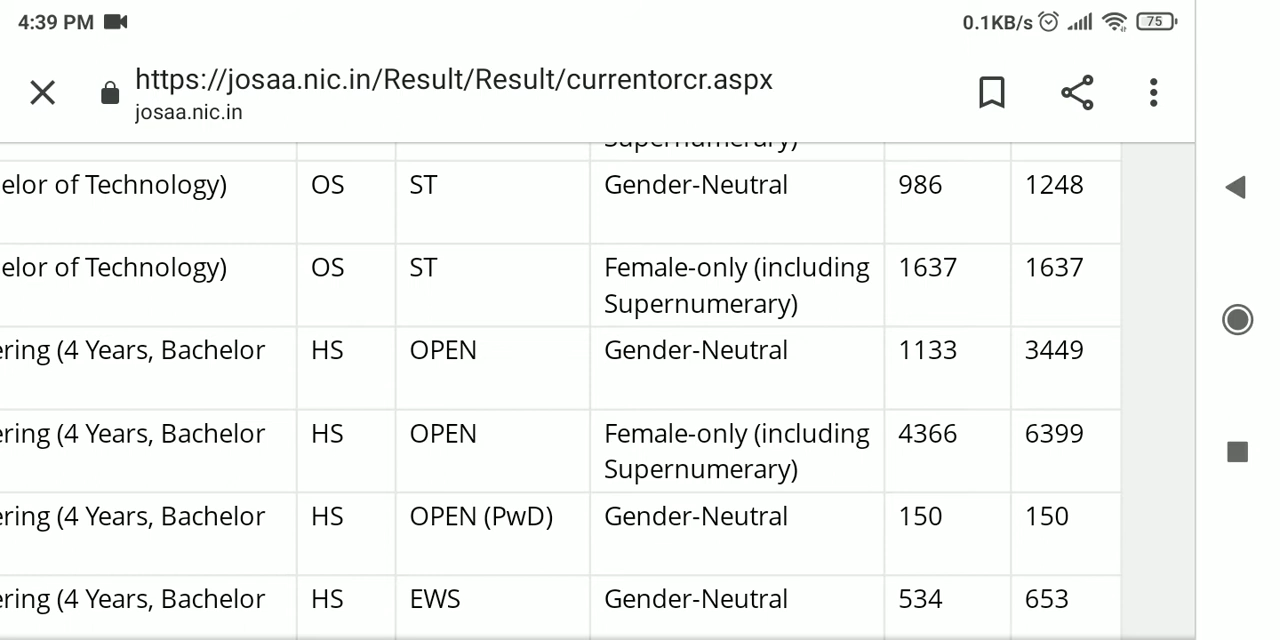 4:39 PM 0.1KB/s 75
https://josaa.nic.in/Result/Result/currentorcr.aspx
josaa.nic.in
Supernumerary)
elor of Technology) OS ST Gender-Neutral 986 1248
elor of Technology) OS ST Female-only (including 1637 1637
Supernumerary)
ering (4 Years, Bachelor HS OPEN Gender-Neutral 1133 3449
ering (4 Years, Bachelor HS OPEN Female-only (including 4366 6399
Supernumerary)
ering (4 Years, Bachelor HS OPEN (PwD) Gender-Neutral 150 150
ering (4 Years, Bachelor HS EWS Gender-Neutral 534 653